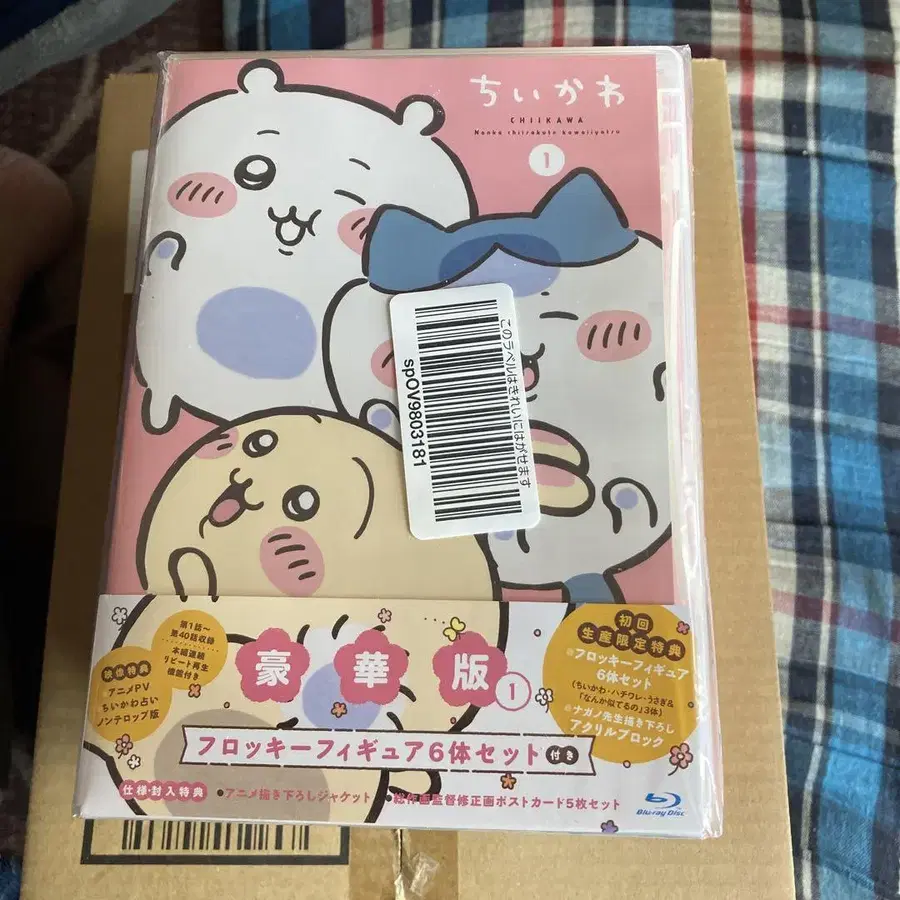 ちいかわ
CHIIKAWA
Nanka chiisakute kawaiiyatsu
1
このラベルはきれいにはがせます
spOV9803181
第1話～
第40話収録
本編連続
リピート再生
機能付き
映像特典
アニメPV
ちいかわ占い
ノンテロップ版
豪華版
1
初回
生産限定特典
フロッキーフィギュア
6体セット
(ちいかわ・ハチワレ・うさぎ&
「なんか似てるの」3体)
ナガノ先生描き下ろし
アクリルブロック
フロッキーフィギュア6体セット付き
仕様・封入特典
●アニメ描き下ろしジャケット ●総作画監督修正画ポストカード5枚セット
Blu-ray Disc